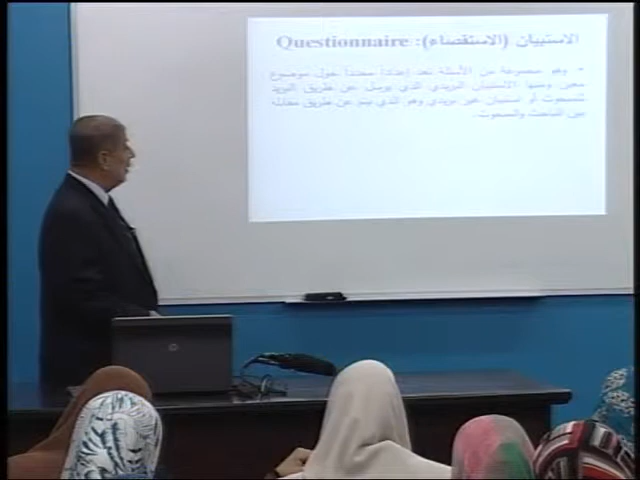 الاستبيان (الاستقصاء): Questionnaire
• وهو مجموعة من الأسئلة تعد إعدادا محددا حول موضوع
معين ومنها الاستبيان البريدي الذي يرسل عن طريق البريد
للمبحوث أو استبيان غير بريدي وهو الذي يتم عن طريق مقابلة
بين الباحث والمبحوث.